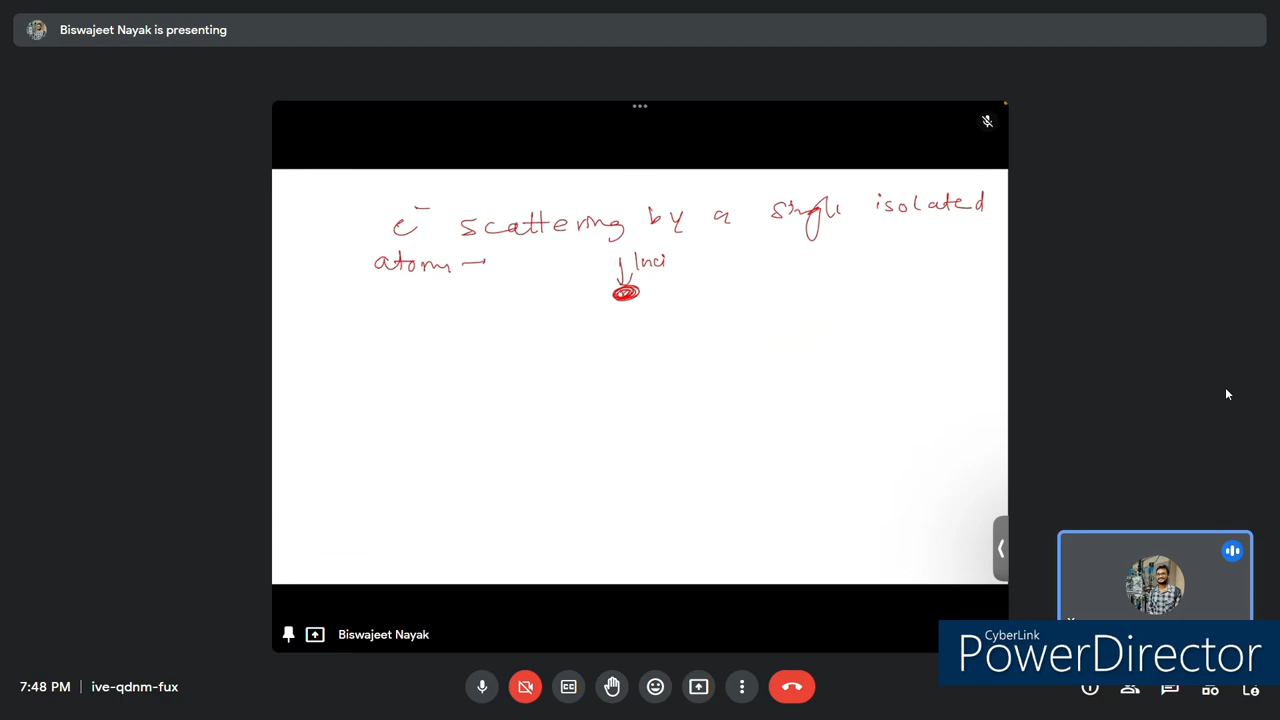 Biswajeet Nayak is presenting
e⁻ scattering by a single isolated
atom →
Inci
Biswajeet Nayak
CyberLink
PowerDirector
7:48 PM | ive-qdnm-fux